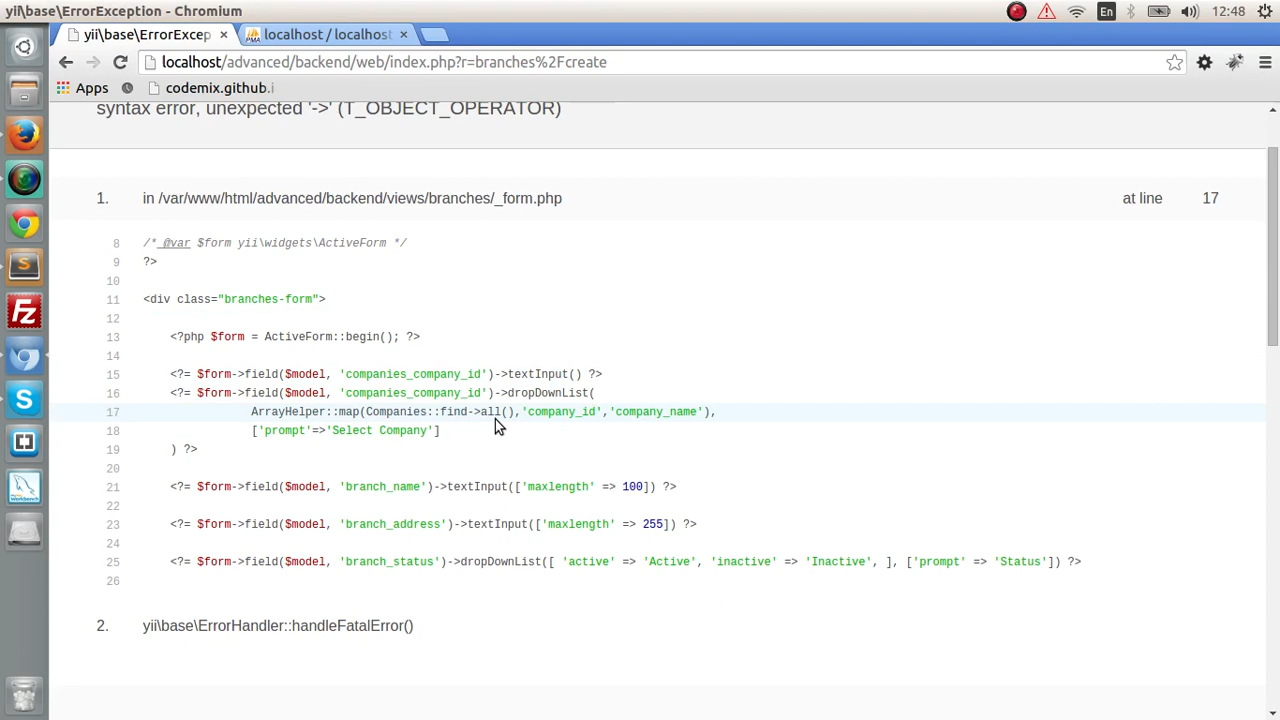 yii\base\ErrorException - Chromium
En
12:48
yii\base\ErrorExcep ×
localhost / localhost ×
localhost/advanced/backend/web/index.php?r=branches%2Fcreate
Apps
codemix.github.i
syntax error, unexpected '->' (T_OBJECT_OPERATOR)
1. in /var/www/html/advanced/backend/views/branches/_form.php at line 17
8 /* @var $form yii\widgets\ActiveForm */
9 ?>
10
11 <div class="branches-form">
12
13 <?php $form = ActiveForm::begin(); ?>
14
15 <?= $form->field($model, 'companies_company_id')->textInput() ?>
16 <?= $form->field($model, 'companies_company_id')->dropDownList(
17 ArrayHelper::map(Companies::find->all(),'company_id','company_name'),
18 ['prompt'=>'Select Company']
19 ) ?>
20
21 <?= $form->field($model, 'branch_name')->textInput(['maxlength' => 100]) ?>
22
23 <?= $form->field($model, 'branch_address')->textInput(['maxlength' => 255]) ?>
24
25 <?= $form->field($model, 'branch_status')->dropDownList([ 'active' => 'Active', 'inactive' => 'Inactive', ], ['prompt' => 'Status']) ?>
26
2. yii\base\ErrorHandler::handleFatalError()